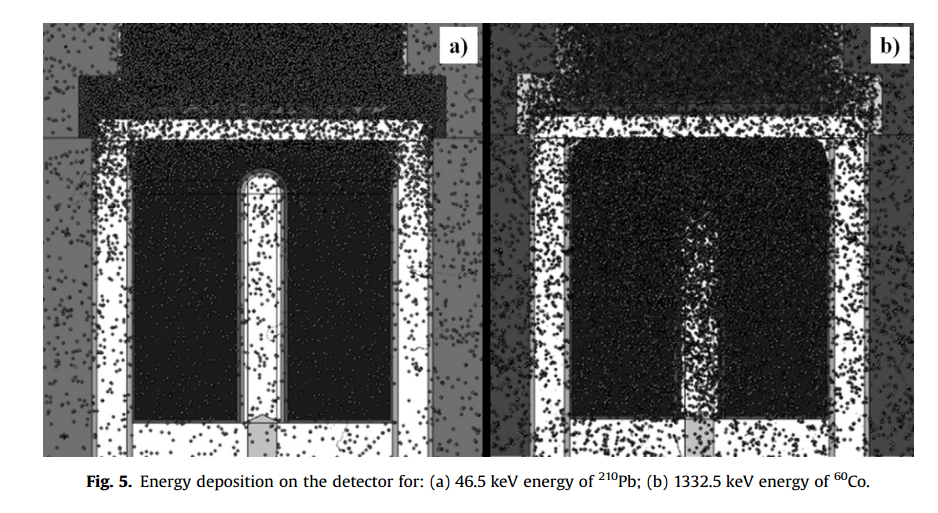 a)
b)
Fig. 5. Energy deposition on the detector for: (a) 46.5 keV energy of ²¹⁰Pb; (b) 1332.5 keV energy of ⁶⁰Co.